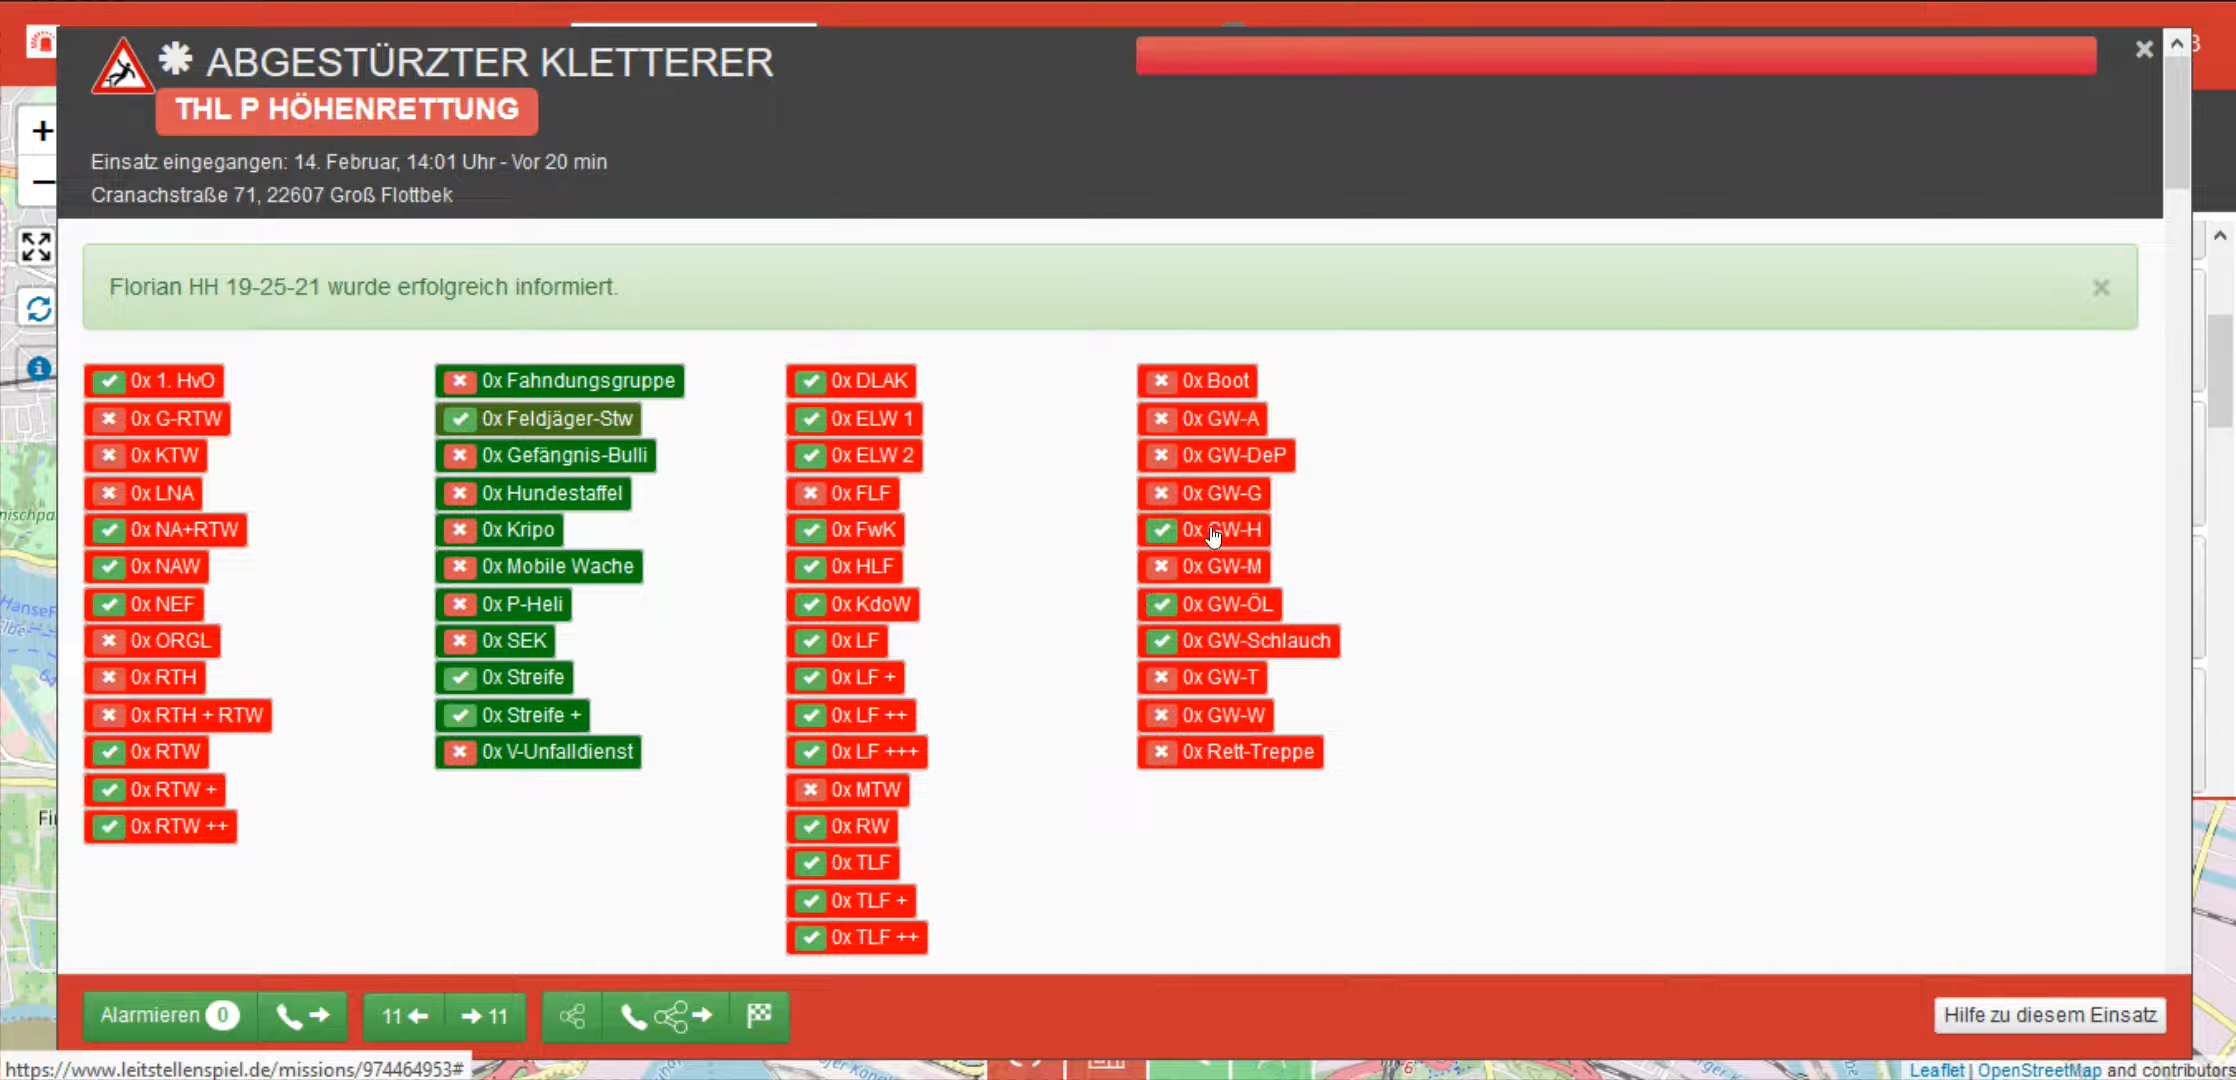 ABGESTÜRZTER KLETTERER
THL P HÖHENRETTUNG
Einsatz eingegangen: 14. Februar, 14:01 Uhr - Vor 20 min
Cranachstraße 71, 22607 Groß Flottbek
Florian HH 19-25-21 wurde erfolgreich informiert.
0x 1. HvO
0x G-RTW
0x KTW
0x LNA
0x NA+RTW
0x NAW
0x NEF
0x ORGL
0x RTH
0x RTH + RTW
0x RTW
0x RTW +
0x RTW ++
0x Fahndungsgruppe
0x Feldjäger-Stw
0x Gefängnis-Bulli
0x Hundestaffel
0x Kripo
0x Mobile Wache
0x P-Heli
0x SEK
0x Streife
0x Streife +
0x V-Unfalldienst
0x DLAK
0x ELW 1
0x ELW 2
0x FLF
0x FwK
0x HLF
0x KdoW
0x LF
0x LF +
0x LF ++
0x LF +++
0x MTW
0x RW
0x TLF
0x TLF +
0x TLF ++
0x Boot
0x GW-A
0x GW-DeP
0x GW-G
0x GW-H
0x GW-M
0x GW-ÖL
0x GW-Schlauch
0x GW-T
0x GW-W
0x Rett-Treppe
Alarmieren 0
11
11
Hilfe zu diesem Einsatz
https://www.leitstellenspiel.de/missions/974464953#
Leaflet | OpenStreetMap and contributors